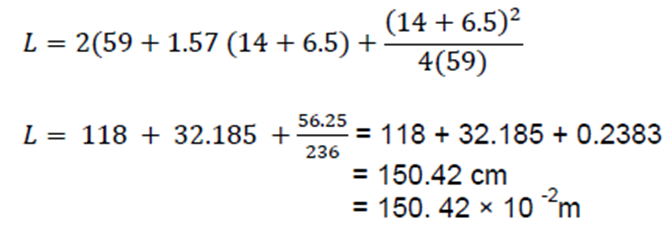 L = 2(59 + 1.57 (14 + 6.5) + (14 + 6.5)² / 4(59)
L = 118 + 32.185 + 56.25/236 = 118 + 32.185 + 0.2383
= 150.42 cm
= 150. 42 × 10 ⁻²m